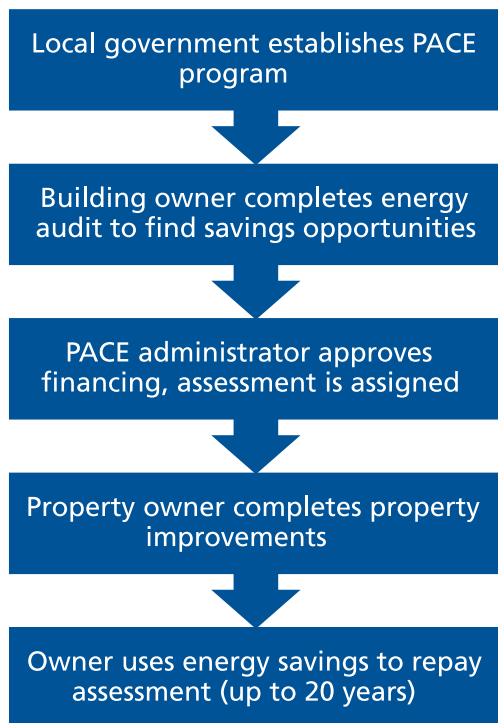 Local government establishes PACE
program
Building owner completes energy
audit to find savings opportunities
PACE administrator approves
financing, assessment is assigned
Property owner completes property
improvements
Owner uses energy savings to repay
assessment (up to 20 years)